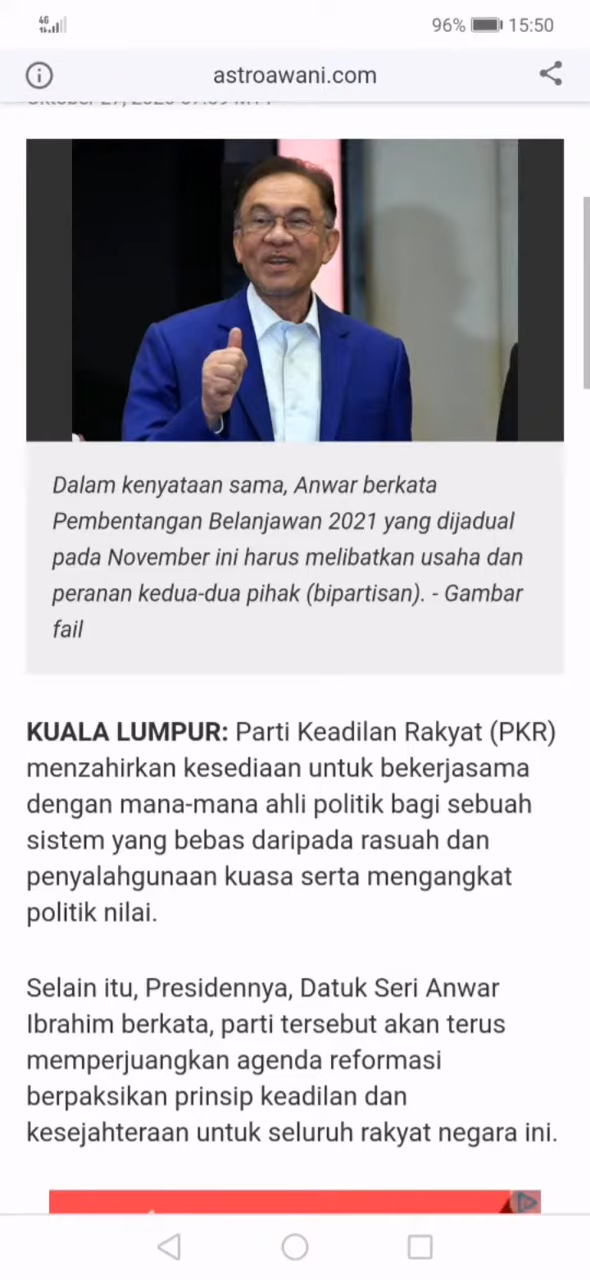 4G
96% 15:50
astroawani.com
Dalam kenyataan sama, Anwar berkata
Pembentangan Belanjawan 2021 yang dijadual
pada November ini harus melibatkan usaha dan
peranan kedua-dua pihak (bipartisan). - Gambar
fail
KUALA LUMPUR: Parti Keadilan Rakyat (PKR)
menzahirkan kesediaan untuk bekerjasama
dengan mana-mana ahli politik bagi sebuah
sistem yang bebas daripada rasuah dan
penyalahgunaan kuasa serta mengangkat
politik nilai.
Selain itu, Presidennya, Datuk Seri Anwar
Ibrahim berkata, parti tersebut akan terus
memperjuangkan agenda reformasi
berpaksikan prinsip keadilan dan
kesejahteraan untuk seluruh rakyat negara ini.